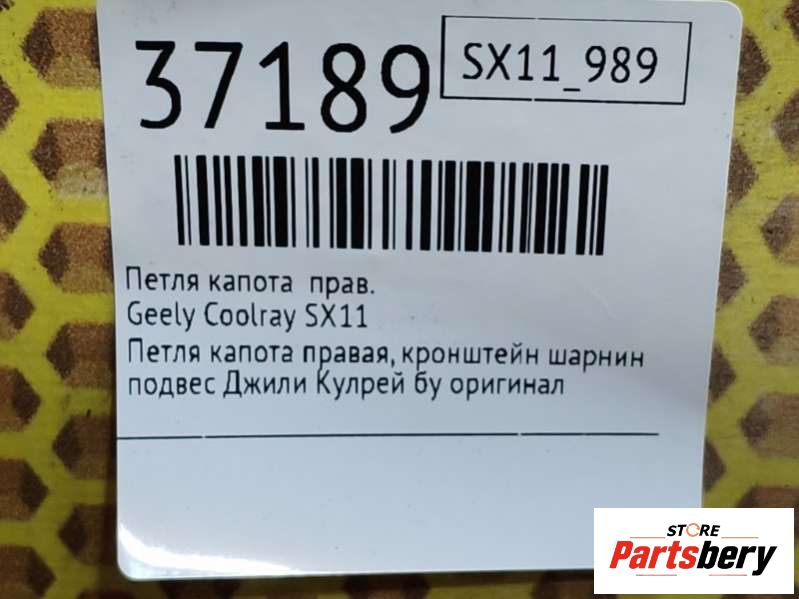 37189
SX11_989
Петля капота прав.
Geely Coolray SX11
Петля капота правая, кронштейн шарнин
подвес Джили Кулрей бу оригинал
STORE
Partsbery